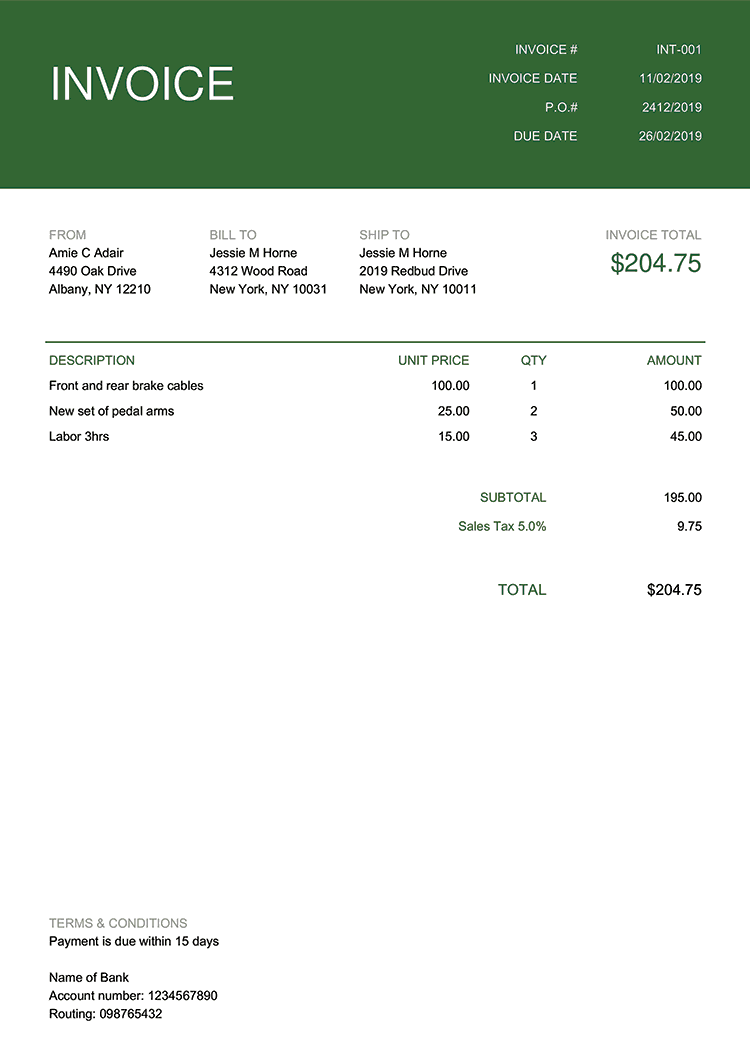 INVOICE
INVOICE # INT-001
INVOICE DATE 11/02/2019
P.O.# 2412/2019
DUE DATE 26/02/2019
FROM BILL TO SHIP TO INVOICE TOTAL
Amie C Adair Jessie M Horne Jessie M Horne $204.75
4490 Oak Drive 4312 Wood Road 2019 Redbud Drive
Albany, NY 12210 New York, NY 10031 New York, NY 10011
DESCRIPTION UNIT PRICE QTY AMOUNT
Front and rear brake cables 100.00 1 100.00
New set of pedal arms 25.00 2 50.00
Labor 3hrs 15.00 3 45.00
SUBTOTAL 195.00
Sales Tax 5.0% 9.75
TOTAL $204.75
TERMS & CONDITIONS
Payment is due within 15 days
Name of Bank
Account number: 1234567890
Routing: 098765432